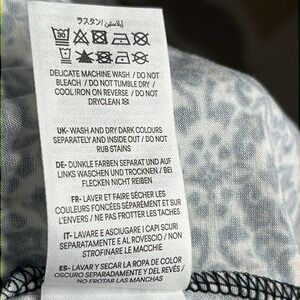 ラスタン / إيلاستين
30
DELICATE MACHINE WASH / DO NOT
BLEACH / DO NOT TUMBLE DRY /
COOL IRON ON REVERSE / DO NOT
DRYCLEAN
UK- WASH AND DRY DARK COLOURS
SEPARATELY AND INSIDE OUT / DO NOT
RUB STAINS
DE- DUNKLE FARBEN SEPARAT UND AUF
LINKS WASCHEN UND TROCKNEN / BEI
FLECKEN NICHT REIBEN
FR- LAVER ET FAIRE SÉCHER LES
COULEURS FONCÉES SÉPARÉMENT ET SUR
L'ENVERS / NE PAS FROTTER LES TACHES
IT- LAVARE E ASCIUGARE I CAPI SCURI
SEPARATAMENTE E AL ROVESCIO / NON
STROFINARE LE MACCHIE
ES- LAVAR Y SECAR LA ROPA DE COLOR
OSCURO SEPARADAMENTE Y DEL REVÉS /
NO FROTAR LAS MANCHAS